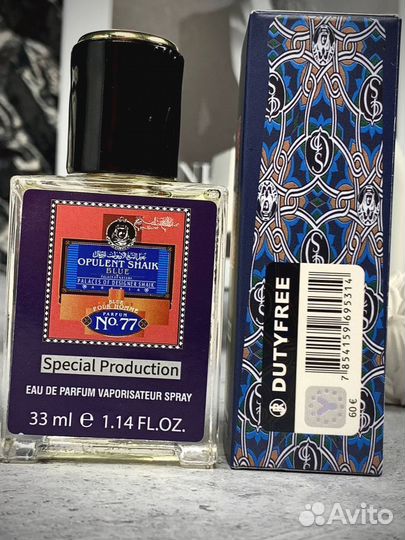 OPULENT SHAIK
BLUE
PALACES OF DESIGNER SHAIK
BLUE
POUR HOMME
PARFUM
No.77
Special Production
EAU DE PARFUM VAPORISATEUR SPRAY
33 ml e 1.14 FL.OZ.
DUTYFREE
7854159695314
60 €
Avito